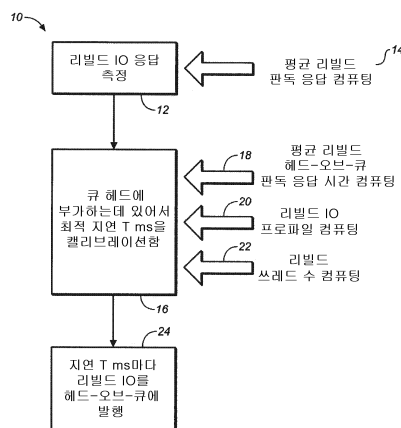 10
리빌드 IO 응답
측정
12
평균 리빌드
판독 응답 컴퓨팅
14
큐 헤드에
부가하는데 있어서
최적 지연 T ms을
캘리브레이션함
16
18
평균 리빌드
헤드-오브-큐
판독 응답 시간 컴퓨팅
20
리빌드 IO
프로파일 컴퓨팅
22
리빌드
쓰레드 수 컴퓨팅
24
지연 T ms마다
리빌드 IO를
헤드-오브-큐에
발행